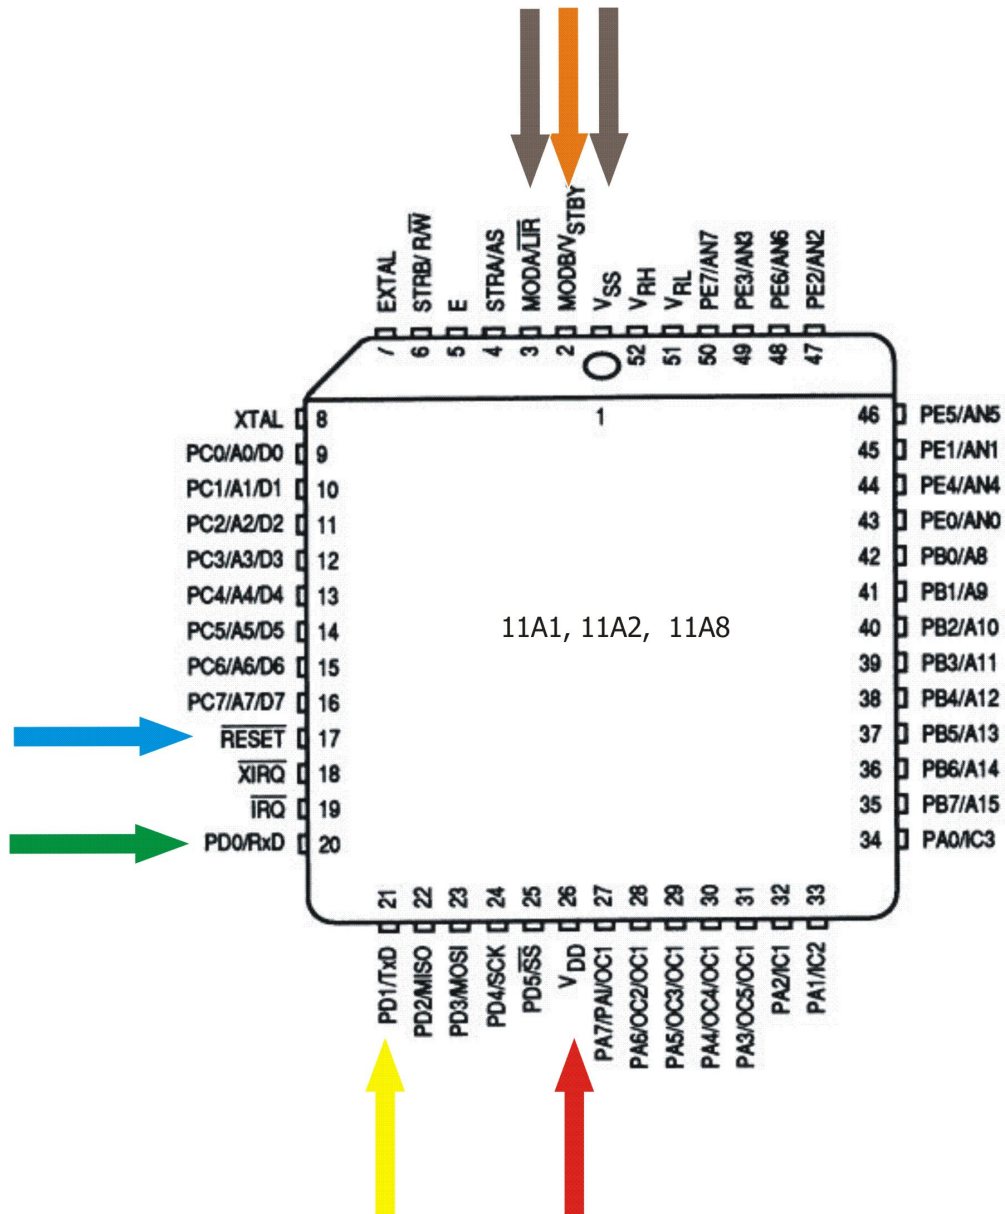 EXTAL
STRB/ R/W
E
STRA/AS
MODA/LIR
MODB/VSTBY
VSS
VRH
VRL
PE7/AN7
PE3/AN3
PE6/AN6
PE2/AN2
7
6
5
4
3
2
52
51
50
49
48
47
1
XTAL 8
PC0/A0/D0 9
PC1/A1/D1 10
PC2/A2/D2 11
PC3/A3/D3 12
PC4/A4/D4 13
PC5/A5/D5 14
PC6/A6/D6 15
PC7/A7/D7 16
RESET 17
XIRQ 18
IRQ 19
PD0/RxD 20
11A1, 11A2, 11A8
46 PE5/AN5
45 PE1/AN1
44 PE4/AN4
43 PE0/AN0
42 PB0/A8
41 PB1/A9
40 PB2/A10
39 PB3/A11
38 PB4/A12
37 PB5/A13
36 PB6/A14
35 PB7/A15
34 PA0/IC3
21
22
23
24
25
26
27
28
29
30
31
32
33
PD1/TxD
PD2/MISO
PD3/MOSI
PD4/SCK
PD5/SS
VDD
PA7/PAI/OC1
PA6/OC2/OC1
PA5/OC3/OC1
PA4/OC4/OC1
PA3/OC5/OC1
PA2/IC1
PA1/IC2